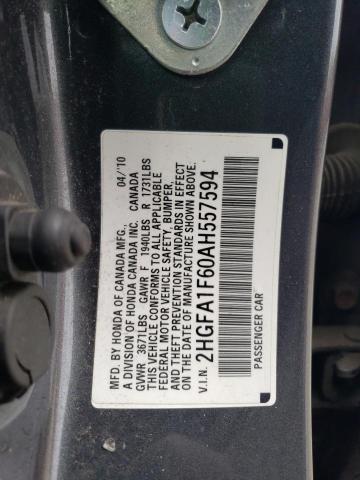 MFD. BY HONDA OF CANADA MFG. 04/'10
A DIVISION OF HONDA CANADA INC. CANADA
GVWR 3671LBS GAWR F 1940LBS R 1731LBS
THIS VEHICLE CONFORMS TO ALL APPLICABLE
FEDERAL MOTOR VEHICLE SAFETY, BUMPER,
AND THEFT PREVENTION STANDARDS IN EFFECT
ON THE DATE OF MANUFACTURE SHOWN ABOVE.
V.I.N. 2HGFA1F60AH557594
PASSENGER CAR